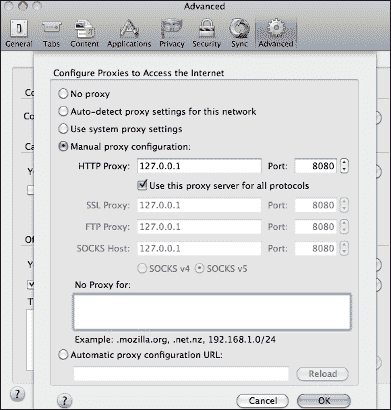 Advanced
General Tabs Content Applications Privacy Security Sync Advanced
Configure Proxies to Access the Internet
No proxy
Auto-detect proxy settings for this network
Use system proxy settings
Manual proxy configuration:
HTTP Proxy: 127.0.0.1 Port: 8080
Use this proxy server for all protocols
SSL Proxy: 127.0.0.1 Port: 8080
FTP Proxy: 127.0.0.1 Port: 8080
SOCKS Host: 127.0.0.1 Port: 8080
SOCKS v4 SOCKS v5
No Proxy for:
Example: .mozilla.org, .net.nz, 192.168.1.0/24
Automatic proxy configuration URL:
Reload
? ? Cancel OK